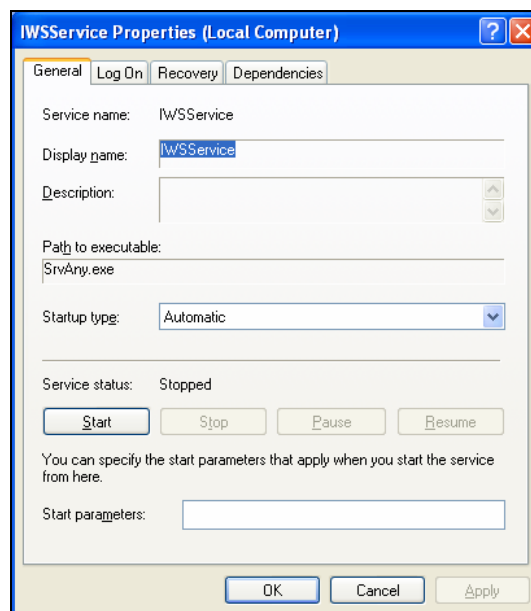 IWSService Properties (Local Computer)
General Log On Recovery Dependencies
Service name: IWSService
Display name: IWSService
Description:
Path to executable:
SrvAny.exe
Startup type: Automatic
Service status: Stopped
Start Stop Pause Resume
You can specify the start parameters that apply when you start the service
from here.
Start parameters:
OK Cancel Apply